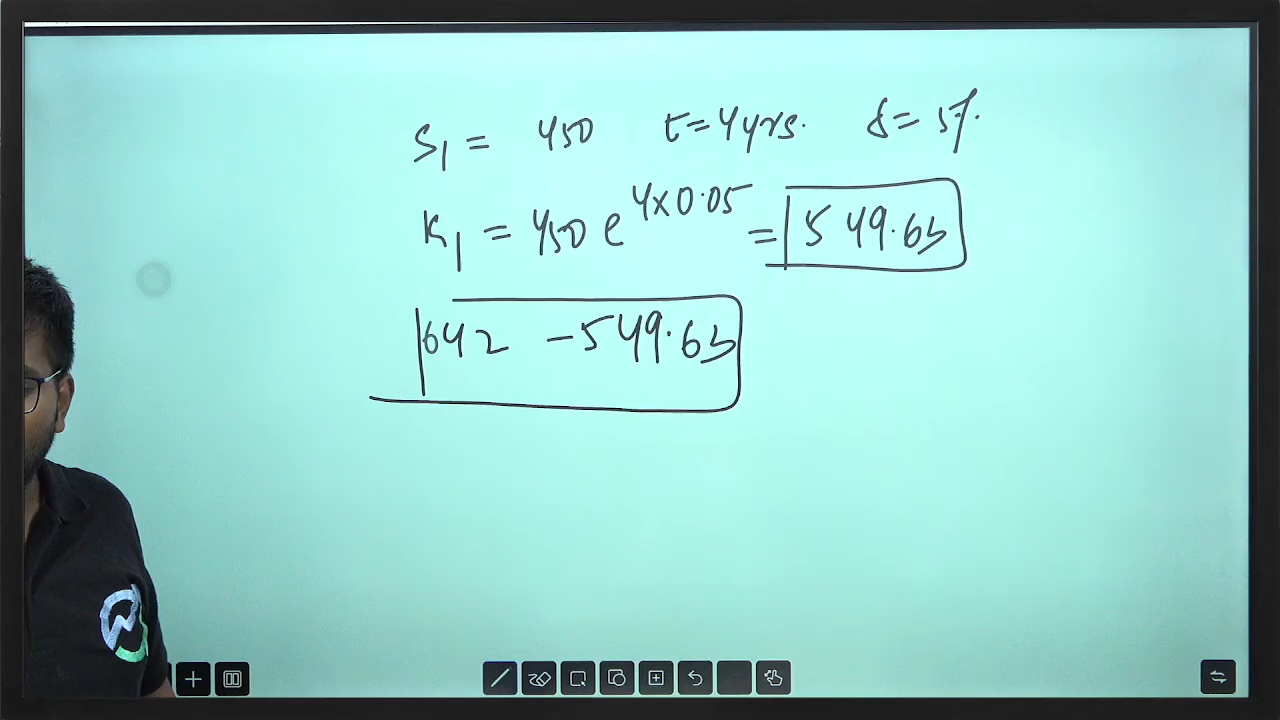 S₁ = 450 t=4yrs. δ= 5%.
K₁ = 450 e^{4×0.05} = 549.63
642 - 549.63